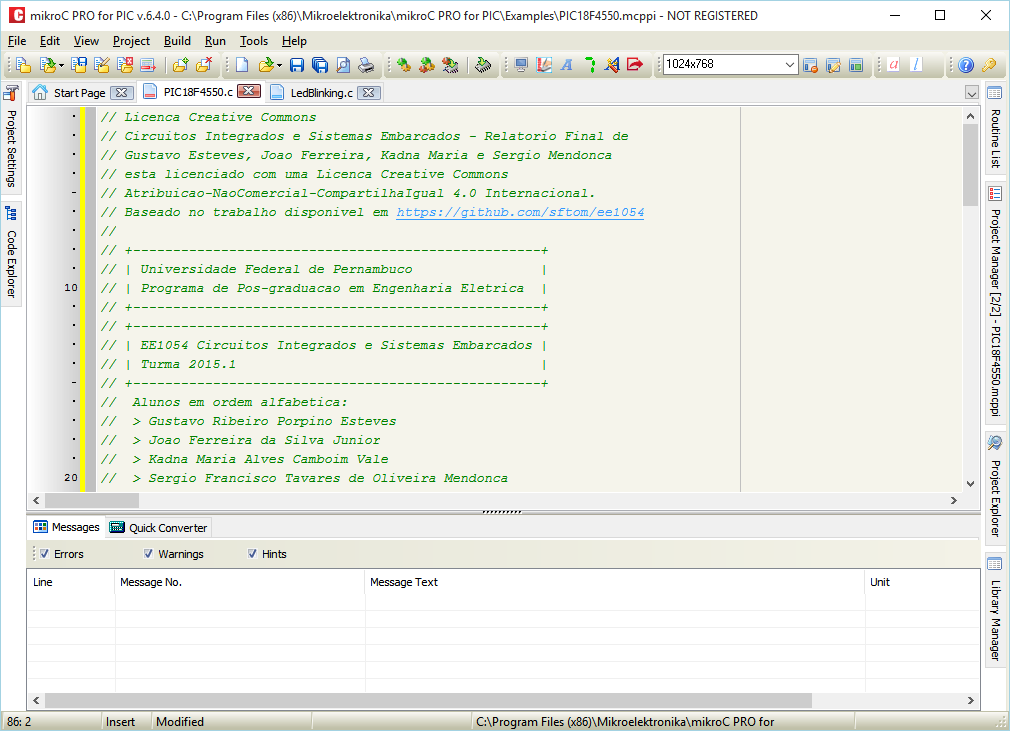 mikroC PRO for PIC v.6.4.0 - C:\Program Files (x86)\Mikroelektronika\mikroC PRO for PIC\Examples\PIC18F4550.mcppi - NOT REGISTERED
File Edit View Project Build Run Tools Help
1024x768
Start Page PIC18F4550.c LedBlinking.c
Project Settings
Code Explorer
// Licenca Creative Commons
// Circuitos Integrados e Sistemas Embarcados - Relatorio Final de
// Gustavo Esteves, Joao Ferreira, Kadna Maria e Sergio Mendonca
// esta licenciado com uma Licenca Creative Commons
// Atribuicao-NaoComercial-CompartilhaIgual 4.0 Internacional.
// Baseado no trabalho disponivel em https://github.com/sftom/ee1054
//
// +---------------------------------------------------+
// | Universidade Federal de Pernambuco                |
10 // | Programa de Pos-graduacao em Engenharia Eletrica  |
// +---------------------------------------------------+
// +---------------------------------------------------+
// | EE1054 Circuitos Integrados e Sistemas Embarcados |
// | Turma 2015.1                                      |
// +---------------------------------------------------+
//  Alunos em ordem alfabetica:
//  > Gustavo Ribeiro Porpino Esteves
//  > Joao Ferreira da Silva Junior
//  > Kadna Maria Alves Camboim Vale
20 //  > Sergio Francisco Tavares de Oliveira Mendonca
Routine List
Project Manager [2/2] - PIC18F4550.mcppi
Project Explorer
Library Manager
Messages Quick Converter
Errors Warnings Hints
Line Message No. Message Text Unit
86: 2 Insert Modified C:\Program Files (x86)\Mikroelektronika\mikroC PRO for